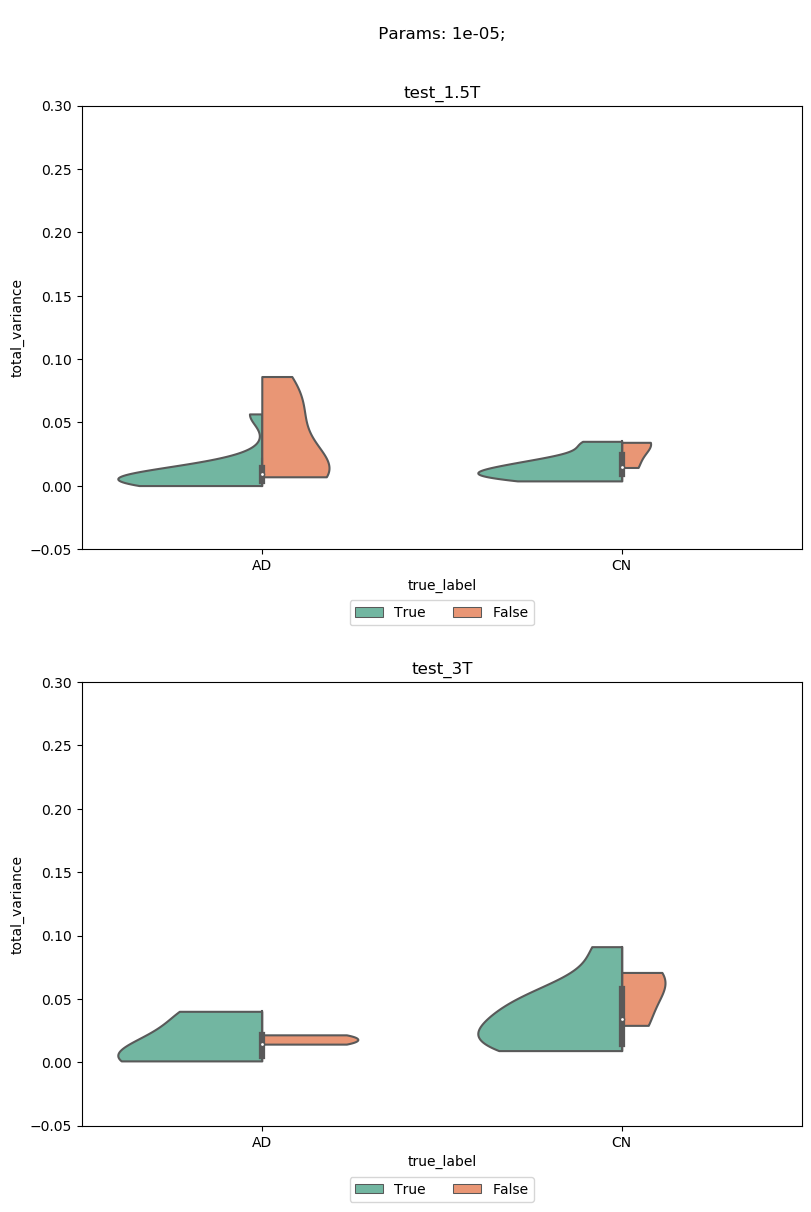 Params: 1e-05;
test_1.5T
0.30
0.25
0.20
0.15
0.10
0.05
0.00
−0.05
total_variance
AD CN
true_label
True False
test_3T
0.30
0.25
0.20
0.15
0.10
0.05
0.00
−0.05
total_variance
AD CN
true_label
True False